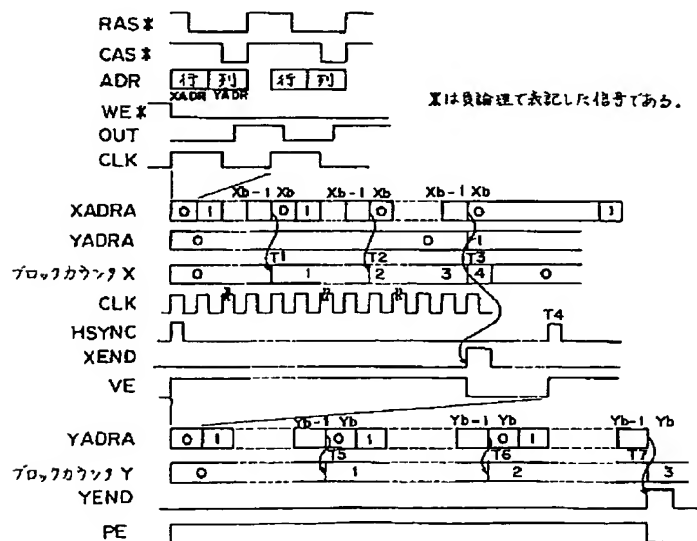 RAS※
CAS※
ADR 行 列 行 列
XADR YADR
WE※
※は負論理で表記した信号である。
OUT
CLK
Xb-1 Xb Xb-1 Xb Xb-1 Xb
XADRA 0 1 0 1 0 0 1
YADRA 0 0 1
T1 T2 T3
ブロックカウンタX 0 1 2 3 4 0
CLK
HSYNC T4
XEND
VE
Yb-1 Yb Yb-1 Yb Yb-1 Yb
YADRA 0 1 0 1 0 1
T5 T6 T7
ブロックカウンタY 0 1 2 3
YEND
PE